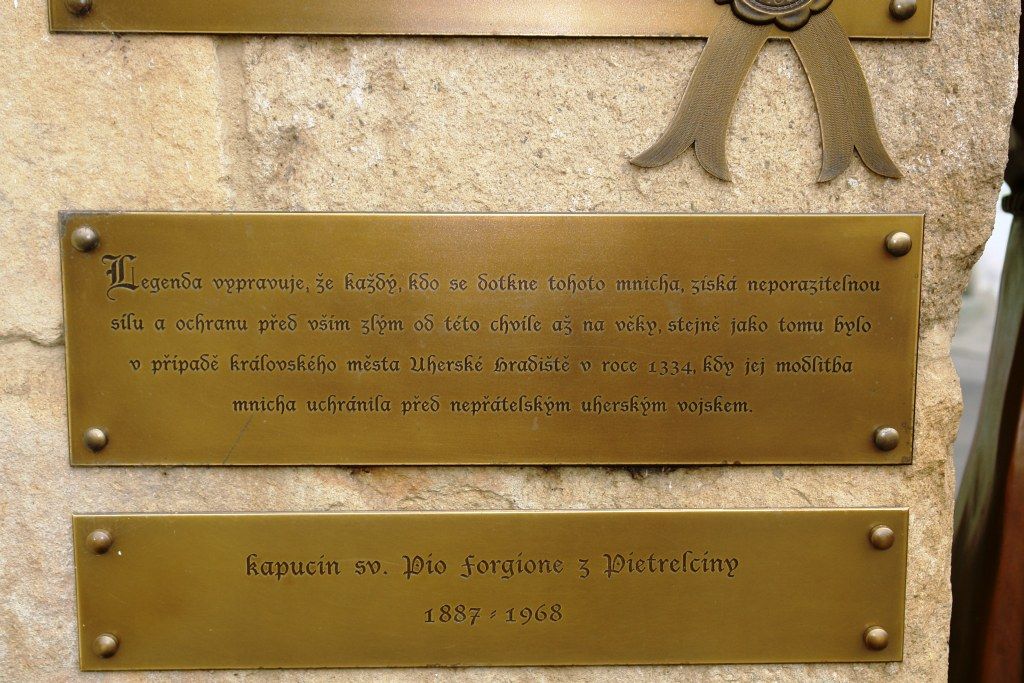 Legenda vypravuje, že každý, kdo se dotkne tohoto mnicha, získá neporazitelnou
sílu a ochranu před vším zlým od této chvíle až na věky, stejně jako tomu bylo
v případě královského města Uherské Hradiště v roce 1334, kdy jej modlitba
mnicha uchránila před nepřátelským uherským vojskem.
kapucín sv. Pio Forgione z Pietrelciny
1887 - 1968